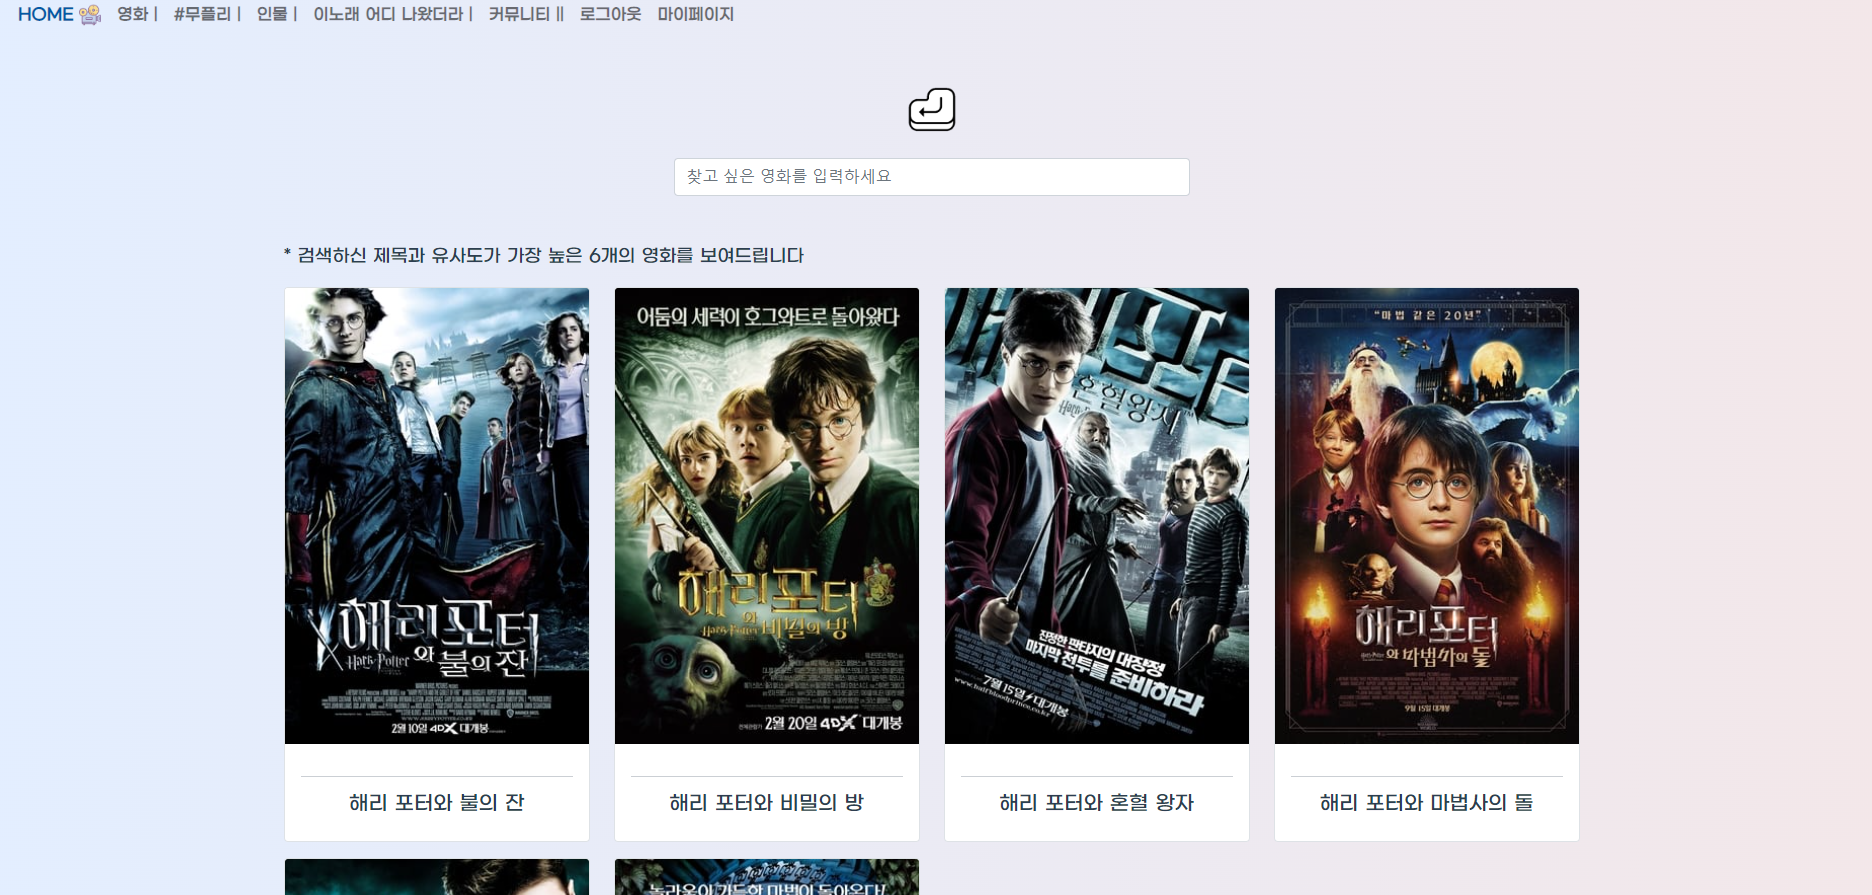 HOME 영화 | #무플리 | 인물 | 이노래 어디 나왔더라 | 커뮤니티 || 로그아웃 마이페이지
찾고 싶은 영화를 입력하세요
* 검색하신 제목과 유사도가 가장 높은 6개의 영화를 보여드립니다
해리포터
Harry Potter 와 불의 잔
2월 10일 4DX 대개봉
해리 포터와 불의 잔
어둠의 세력이 호그와트로 돌아왔다
해리포터
와
Harry Potter 비밀의 방
2월 20일 4DX 대개봉
해리 포터와 비밀의 방
해리포터
혼혈왕자
Harry Potter
진정한 판타지의 대장정
마지막 전투를 준비하라
7월 15일 대개봉
www.halfbloodprince.co.kr
해리 포터와 혼혈 왕자
“마법 같은 20년”
해리포터
와 마법사의 돌
9월 15일 대개봉
해리 포터와 마법사의 돌
놀라움이 가득한 마법이 돌아온다!